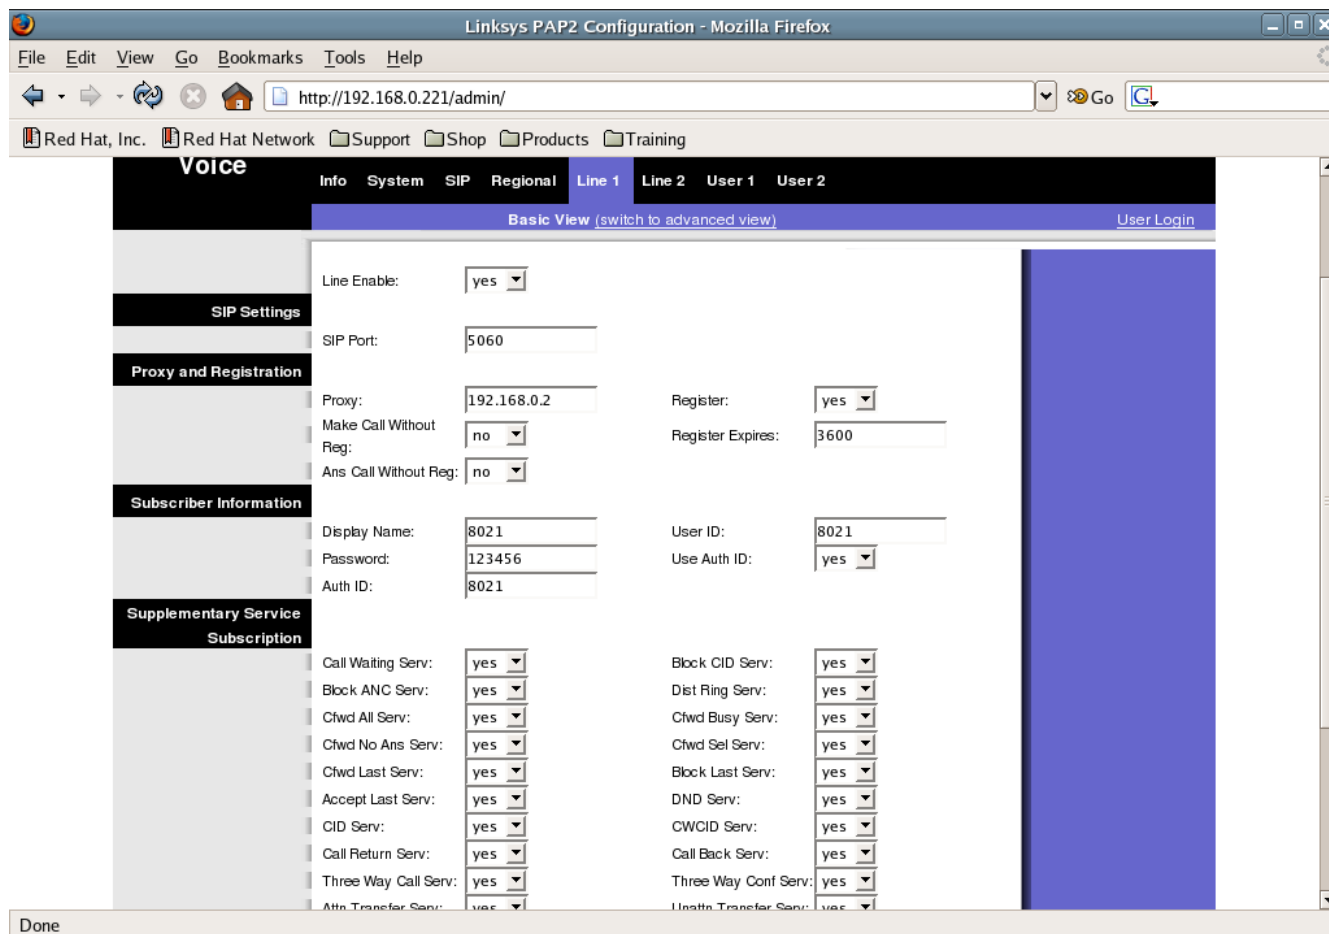 Linksys PAP2 Configuration - Mozilla Firefox
File Edit View Go Bookmarks Tools Help
http://192.168.0.221/admin/ Go G
Red Hat, Inc. Red Hat Network Support Shop Products Training
Voice
Info System SIP Regional Line 1 Line 2 User 1 User 2
Basic View (switch to advanced view) User Login
Line Enable: yes
SIP Settings
SIP Port: 5060
Proxy and Registration
Proxy: 192.168.0.2 Register: yes
Make Call Without Reg: no Register Expires: 3600
Ans Call Without Reg: no
Subscriber Information
Display Name: 8021 User ID: 8021
Password: 123456 Use Auth ID: yes
Auth ID: 8021
Supplementary Service
Subscription
Call Waiting Serv: yes Block CID Serv: yes
Block ANC Serv: yes Dist Ring Serv: yes
Cfwd All Serv: yes Cfwd Busy Serv: yes
Cfwd No Ans Serv: yes Cfwd Sel Serv: yes
Cfwd Last Serv: yes Block Last Serv: yes
Accept Last Serv: yes DND Serv: yes
CID Serv: yes CWCID Serv: yes
Call Return Serv: yes Call Back Serv: yes
Three Way Call Serv: yes Three Way Conf Serv: yes
Attn Transfer Serv: yes Unattn Transfer Serv: yes
Done